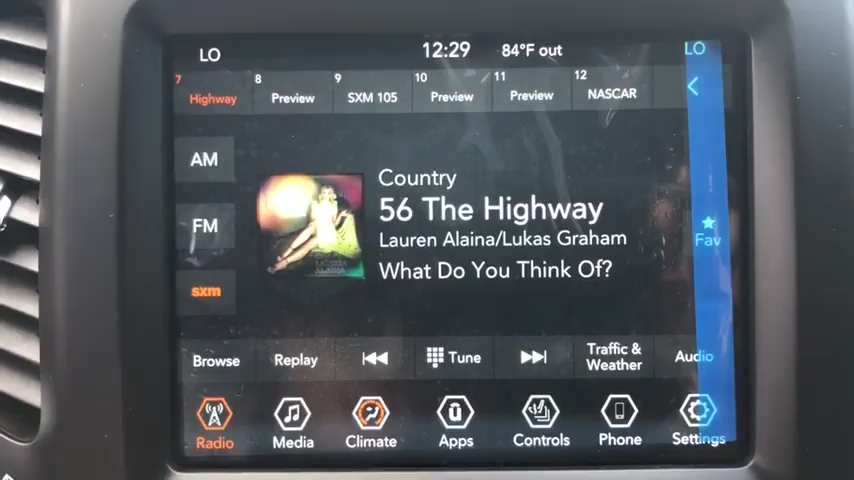 LO 12:29 84°F out LO
7 8 9 10 11 12
Highway Preview SXM 105 Preview Preview NASCAR
AM
Country
56 The Highway
FM
Fav
Lauren Alaina/Lukas Graham
What Do You Think Of?
sxm
Browse Replay Tune Traffic & Weather Audio
Radio Media Climate Apps Controls Phone Settings